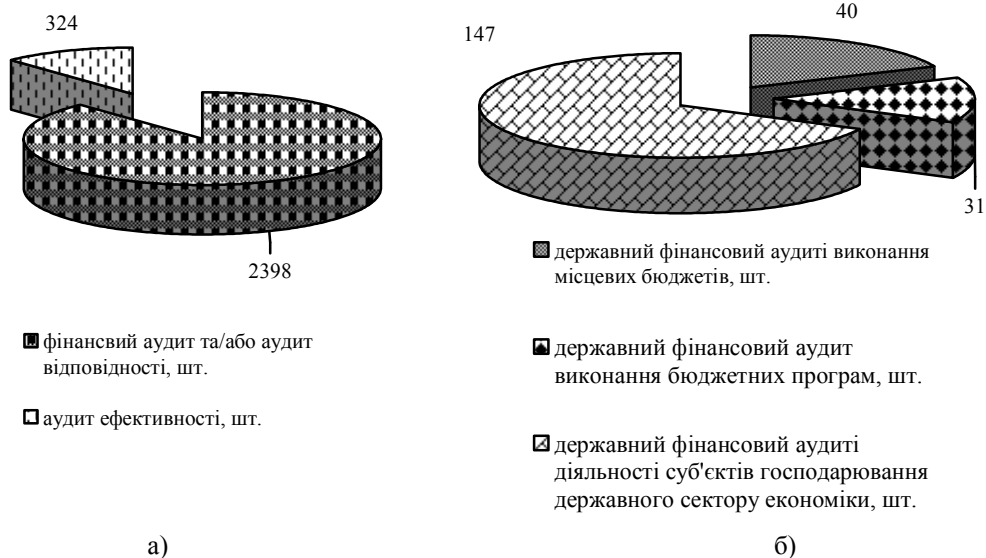 324
2398
фінансвий аудит та/або аудит
відповідності, шт.
аудит ефективності, шт.
а)
40
147
31
державний фінансовий аудиті виконання
місцевих бюджетів, шт.
державний фінансовий аудит
виконання бюджетних програм, шт.
державний фінансовий аудиті
діяльності суб'єктів господарювання
державного сектору економіки, шт.
б)